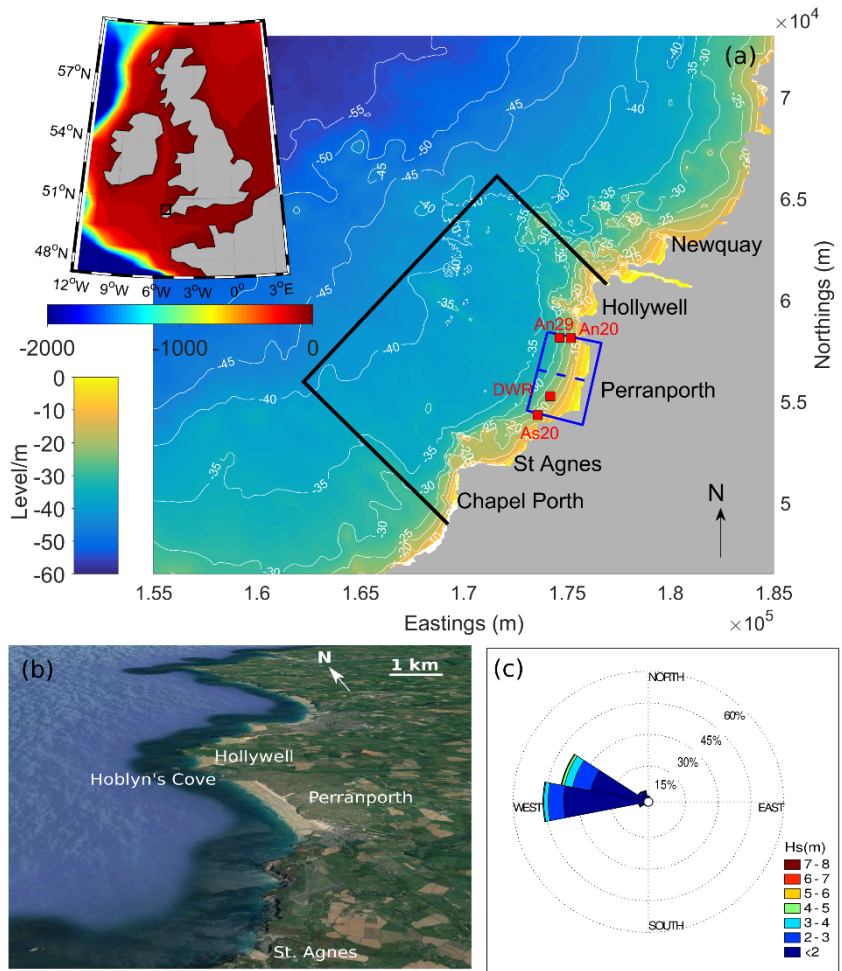 × 10⁴
(a)
57°N
54°N
51°N
48°N
12°W 9°W 6°W 3°W 0° 3°E
-2000 -1000 0
Level/m
0
-10
-20
-30
-40
-50
-60
-55
-50
-45
-40
-35
-30
-25
-20
-15
Newquay
Hollywell
An29 An20
Perranporth
DWR
As20
St Agnes
Chapel Porth
N
7
6.5
6
5.5
5
Northings (m)
1.55 1.6 1.65 1.7 1.75 1.8 1.85
Eastings (m)
× 10⁵
(b)
N
1 km
Hollywell
Hoblyn's Cove
Perranporth
St. Agnes
(c)
NORTH
60%
45%
30%
15%
WEST
EAST
SOUTH
Hs(m)
7 - 8
6 - 7
5 - 6
4 - 5
3 - 4
2 - 3
<2